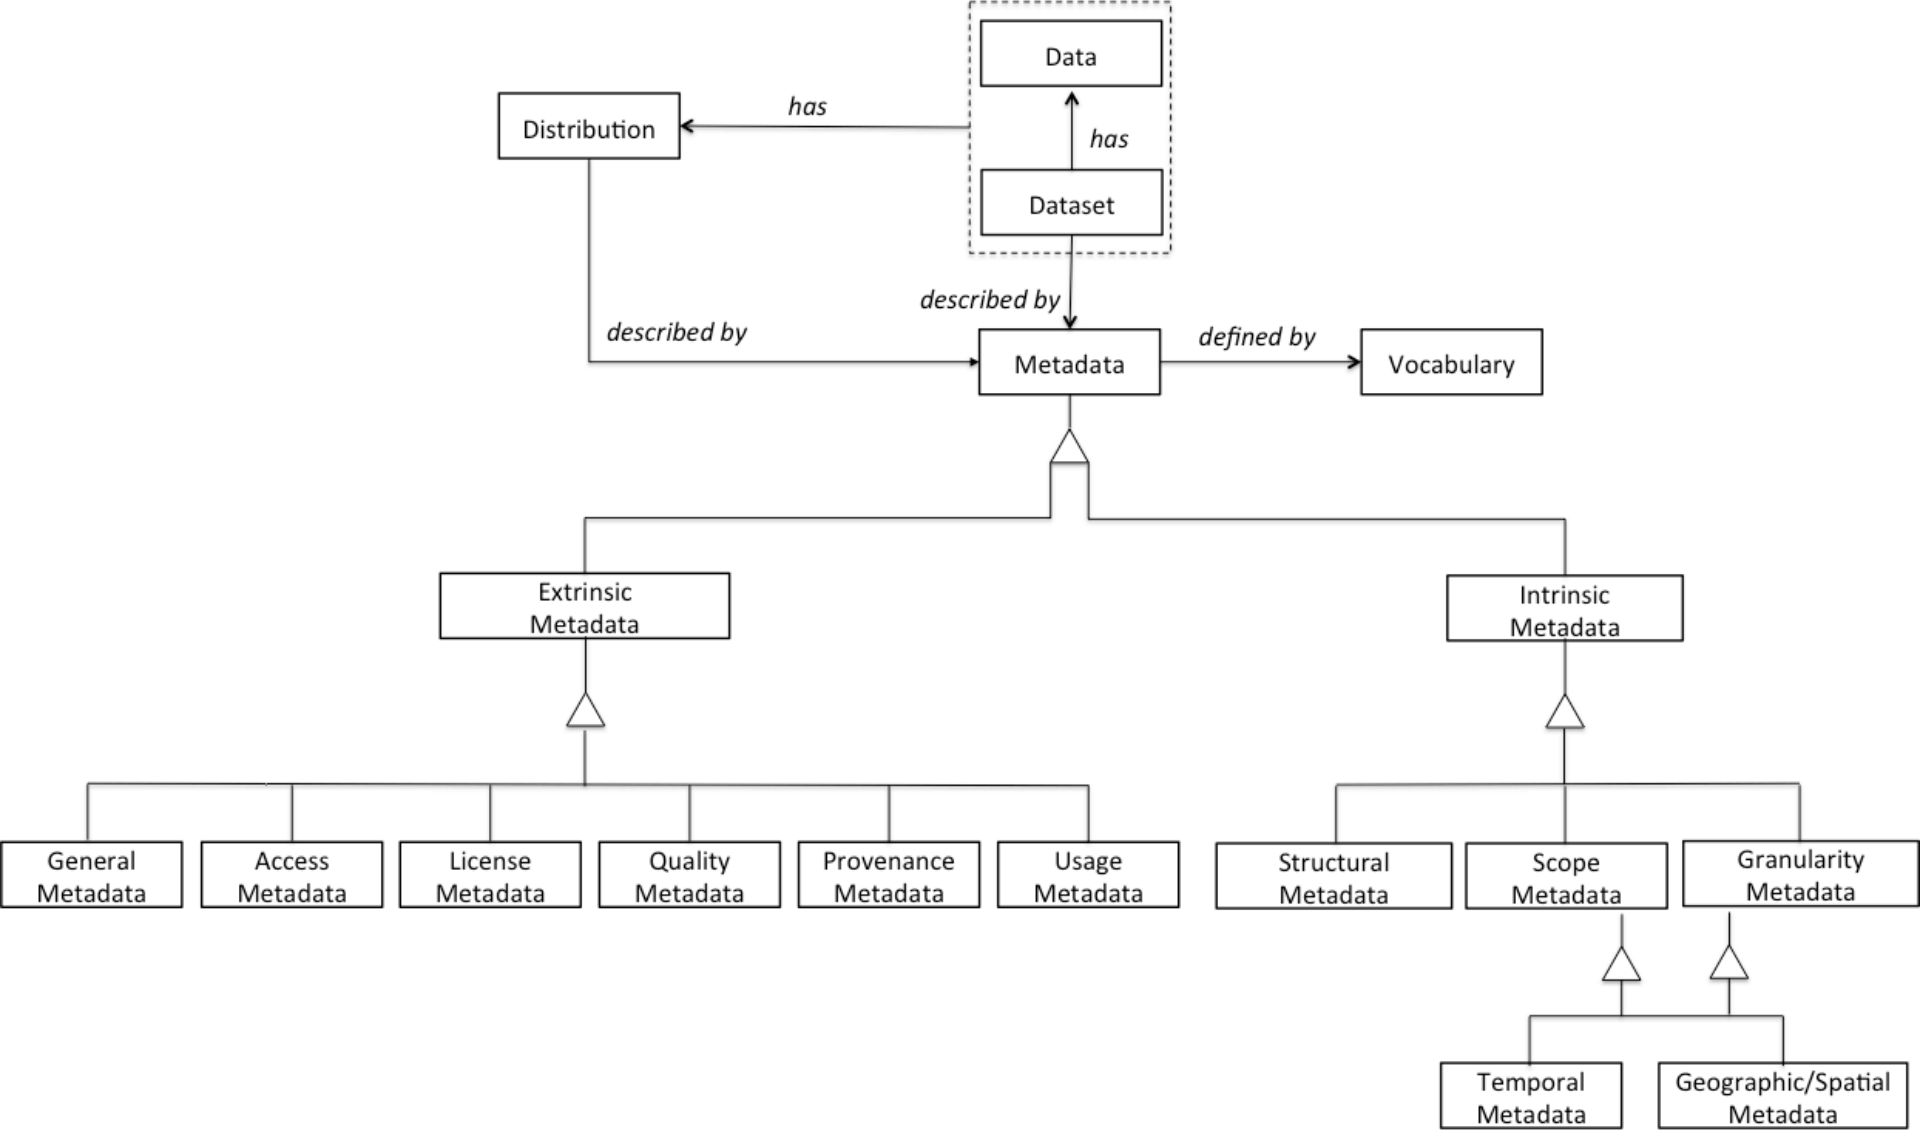 Data
has
Distribution
has
Dataset
described by
described by
defined by
Metadata
Vocabulary
Extrinsic
Metadata
Intrinsic
Metadata
General
Metadata
Access
Metadata
License
Metadata
Quality
Metadata
Provenance
Metadata
Usage
Metadata
Structural
Metadata
Scope
Metadata
Granularity
Metadata
Temporal
Metadata
Geographic/Spatial
Metadata